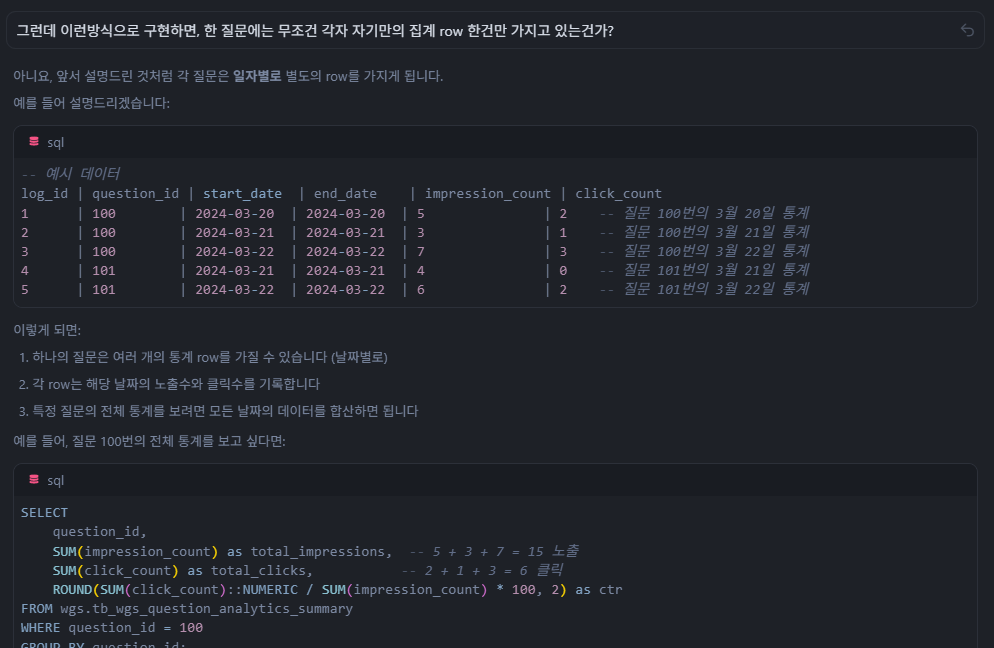 그런데 이런방식으로 구현하면, 한 질문에는 무조건 각자 자기만의 집계 row 한건만 가지고 있는건가?
아니요, 앞서 설명드린 것처럼 각 질문은 일자별로 별도의 row를 가지게 됩니다.
예를 들어 설명드리겠습니다:
sql
-- 예시 데이터
log_id | question_id | start_date | end_date | impression_count | click_count
1 | 100 | 2024-03-20 | 2024-03-20 | 5 | 2 -- 질문 100번의 3월 20일 통계
2 | 100 | 2024-03-21 | 2024-03-21 | 3 | 1 -- 질문 100번의 3월 21일 통계
3 | 100 | 2024-03-22 | 2024-03-22 | 7 | 3 -- 질문 100번의 3월 22일 통계
4 | 101 | 2024-03-21 | 2024-03-21 | 4 | 0 -- 질문 101번의 3월 21일 통계
5 | 101 | 2024-03-22 | 2024-03-22 | 6 | 2 -- 질문 101번의 3월 22일 통계
이렇게 되면:
1. 하나의 질문은 여러 개의 통계 row를 가질 수 있습니다 (날짜별로)
2. 각 row는 해당 날짜의 노출수와 클릭수를 기록합니다
3. 특정 질문의 전체 통계를 보려면 모든 날짜의 데이터를 합산하면 됩니다
예를 들어, 질문 100번의 전체 통계를 보고 싶다면:
sql
SELECT
question_id,
SUM(impression_count) as total_impressions, -- 5 + 3 + 7 = 15 노출
SUM(click_count) as total_clicks, -- 2 + 1 + 3 = 6 클릭
ROUND(SUM(click_count)::NUMERIC / SUM(impression_count) * 100, 2) as ctr
FROM wgs.tb_wgs_question_analytics_summary
WHERE question_id = 100
GROUP BY question_id;